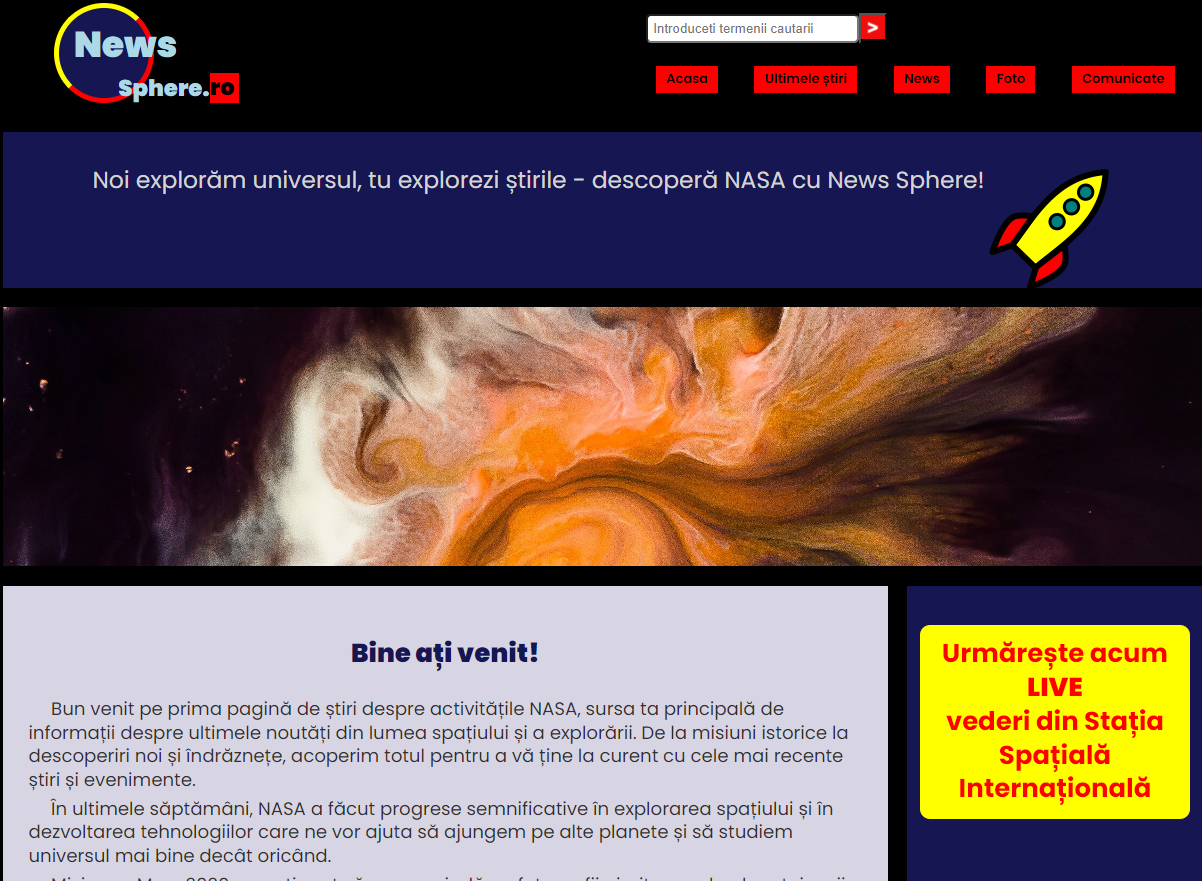 News
Sphere.ro
Introduceti termenii cautarii
>
Acasa
Ultimele știri
News
Foto
Comunicate
Noi explorăm universul, tu explorezi știrile - descoperă NASA cu News Sphere!
Bine ați venit!
Bun venit pe prima pagină de știri despre activitățile NASA, sursa ta principală de
informații despre ultimele noutăți din lumea spațiului și a explorării. De la misiuni istorice la
descoperiri noi și îndrăznețe, acoperim totul pentru a vă ține la curent cu cele mai recente
știri și evenimente.
În ultimele săptămâni, NASA a făcut progrese semnificative în explorarea spațiului și în
dezvoltarea tehnologiilor care ne vor ajuta să ajungem pe alte planete și să studiem
universul mai bine decât oricând.
Urmărește acum
LIVE
vederi din Stația
Spațială
Internațională